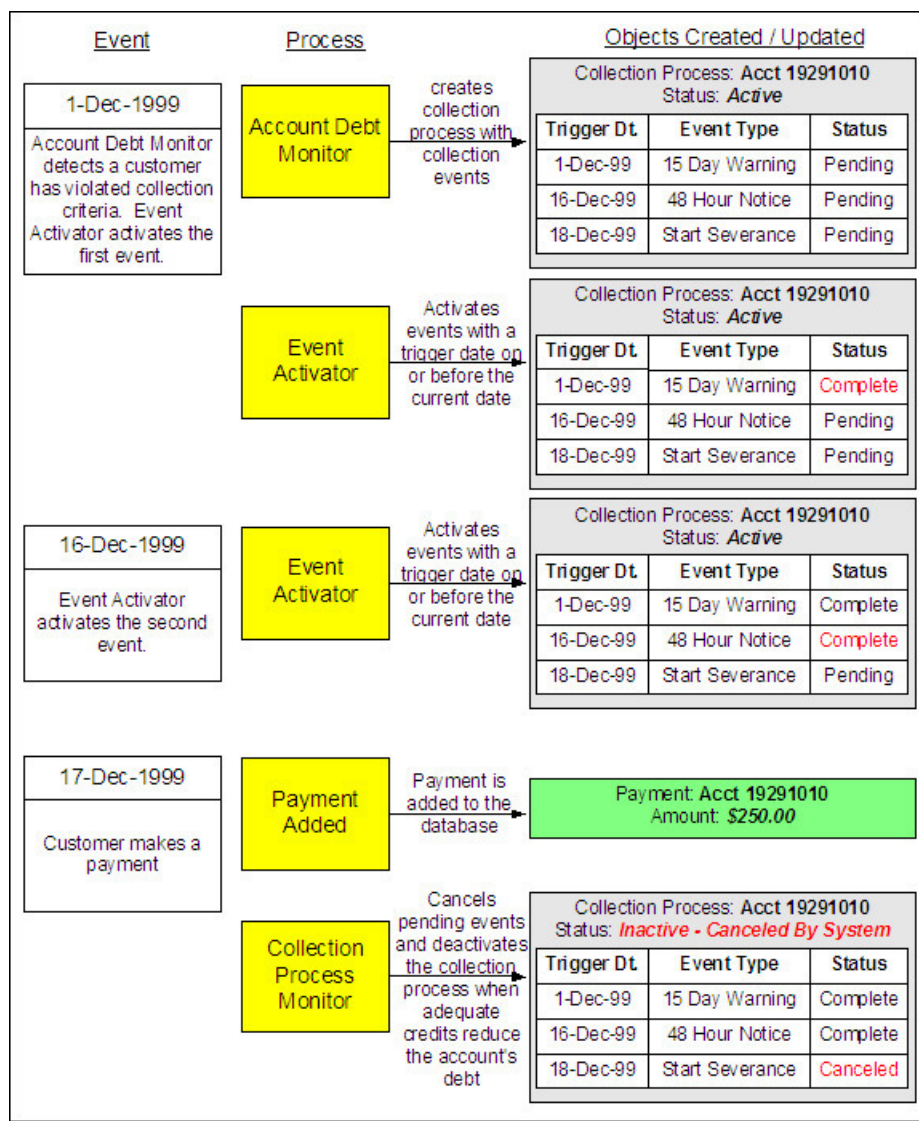 Event
Process
Objects Created / Updated
1-Dec-1999
Account Debt Monitor
detects a customer
has violated collection
criteria. Event
Activator activates the
first event.
Account Debt
Monitor
creates
collection
process with
collection
events
Collection Process: Acct 19291010
Status: Active
Trigger Dt. Event Type Status
1-Dec-99 15 Day Warning Pending
16-Dec-99 48 Hour Notice Pending
18-Dec-99 Start Severance Pending
Event
Activator
Activates
events with a
trigger date on
or before the
current date
Collection Process: Acct 19291010
Status: Active
Trigger Dt. Event Type Status
1-Dec-99 15 Day Warning Complete
16-Dec-99 48 Hour Notice Pending
18-Dec-99 Start Severance Pending
16-Dec-1999
Event Activator
activates the second
event.
Event
Activator
Activates
events with a
trigger date on
or before the
current date
Collection Process: Acct 19291010
Status: Active
Trigger Dt. Event Type Status
1-Dec-99 15 Day Warning Complete
16-Dec-99 48 Hour Notice Complete
18-Dec-99 Start Severance Pending
17-Dec-1999
Customer makes a
payment
Payment
Added
Payment is
added to the
database
Payment: Acct 19291010
Amount: $250.00
Collection
Process
Monitor
Cancels
pending events
and deactivates
the collection
process when
adequate
credits reduce
the account's
debt
Collection Process: Acct 19291010
Status: Inactive - Canceled By System
Trigger Dt. Event Type Status
1-Dec-99 15 Day Warning Complete
16-Dec-99 48 Hour Notice Complete
18-Dec-99 Start Severance Canceled